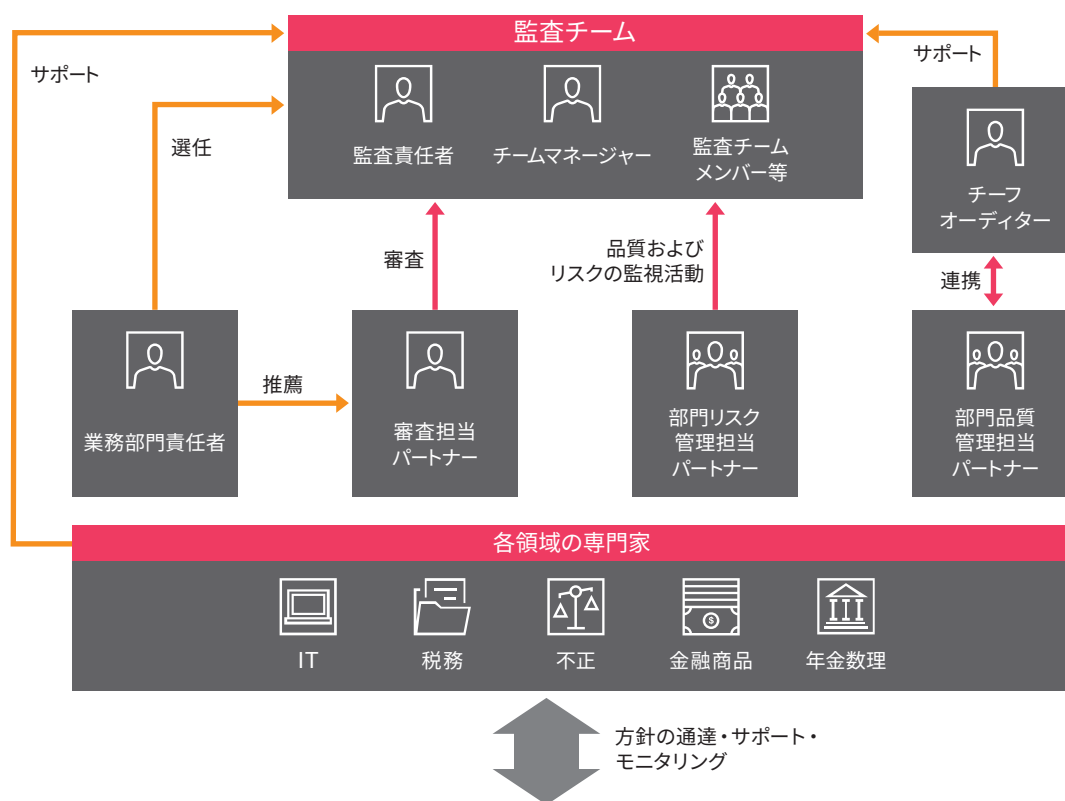 監査チーム
サポート
サポート
選任
監査責任者
チームマネージャー
監査チーム
メンバー等
チーフ
オーディター
審査
品質および
リスクの監視活動
連携
推薦
業務部門責任者
審査担当
パートナー
部門リスク
管理担当
パートナー
部門品質
管理担当
パートナー
各領域の専門家
$
IT
税務
不正
金融商品
年金数理
方針の通達・サポート・
モニタリング